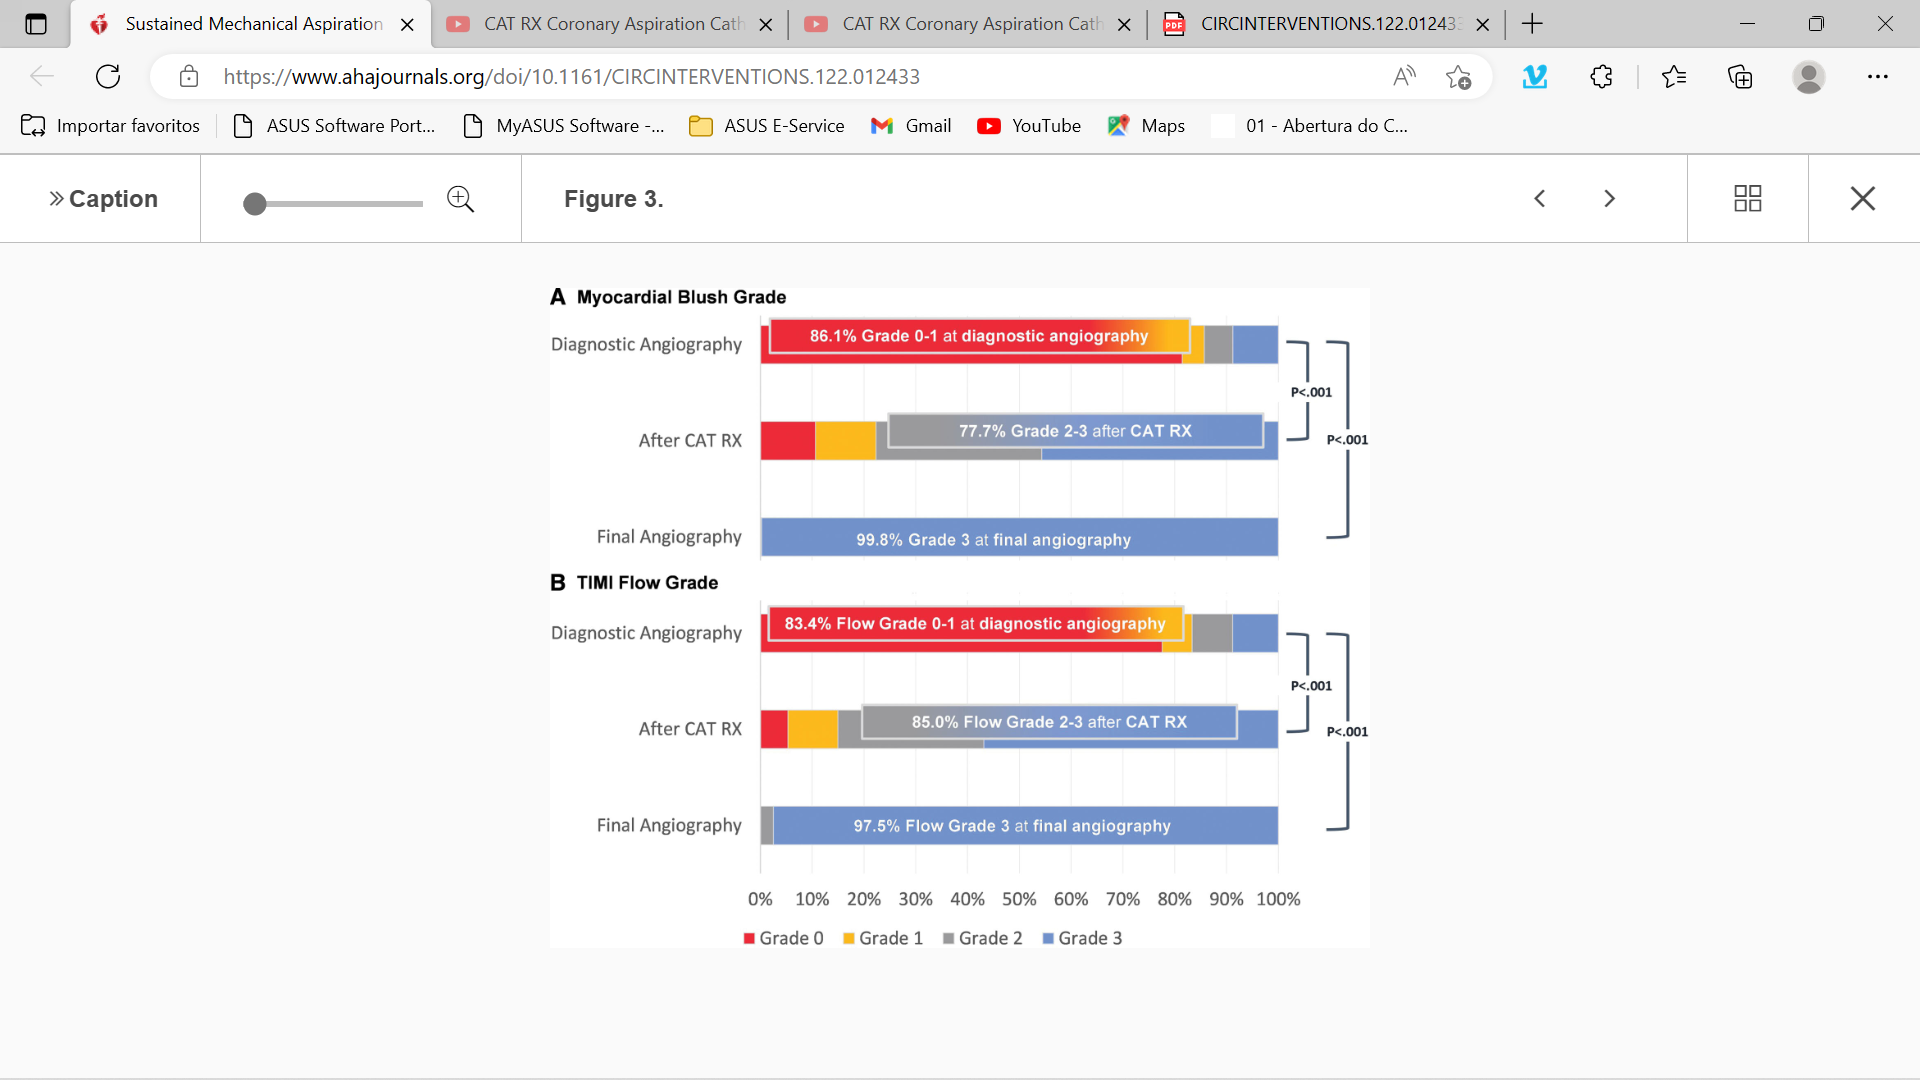 Sustained Mechanical Aspiration
CAT RX Coronary Aspiration Cath
CAT RX Coronary Aspiration Cath
CIRCINTERVENTIONS.122.012433
https://www.ahajournals.org/doi/10.1161/CIRCINTERVENTIONS.122.012433
Importar favoritos
ASUS Software Port...
MyASUS Software -...
ASUS E-Service
Gmail
YouTube
Maps
01 - Abertura do C...
» Caption
Figure 3.
A Myocardial Blush Grade
Diagnostic Angiography
86.1% Grade 0-1 at diagnostic angiography
P<.001
After CAT RX
77.7% Grade 2-3 after CAT RX
P<.001
Final Angiography
99.8% Grade 3 at final angiography
B TIMI Flow Grade
Diagnostic Angiography
83.4% Flow Grade 0-1 at diagnostic angiography
P<.001
After CAT RX
85.0% Flow Grade 2-3 after CAT RX
P<.001
Final Angiography
97.5% Flow Grade 3 at final angiography
0% 10% 20% 30% 40% 50% 60% 70% 80% 90% 100%
Grade 0 Grade 1 Grade 2 Grade 3